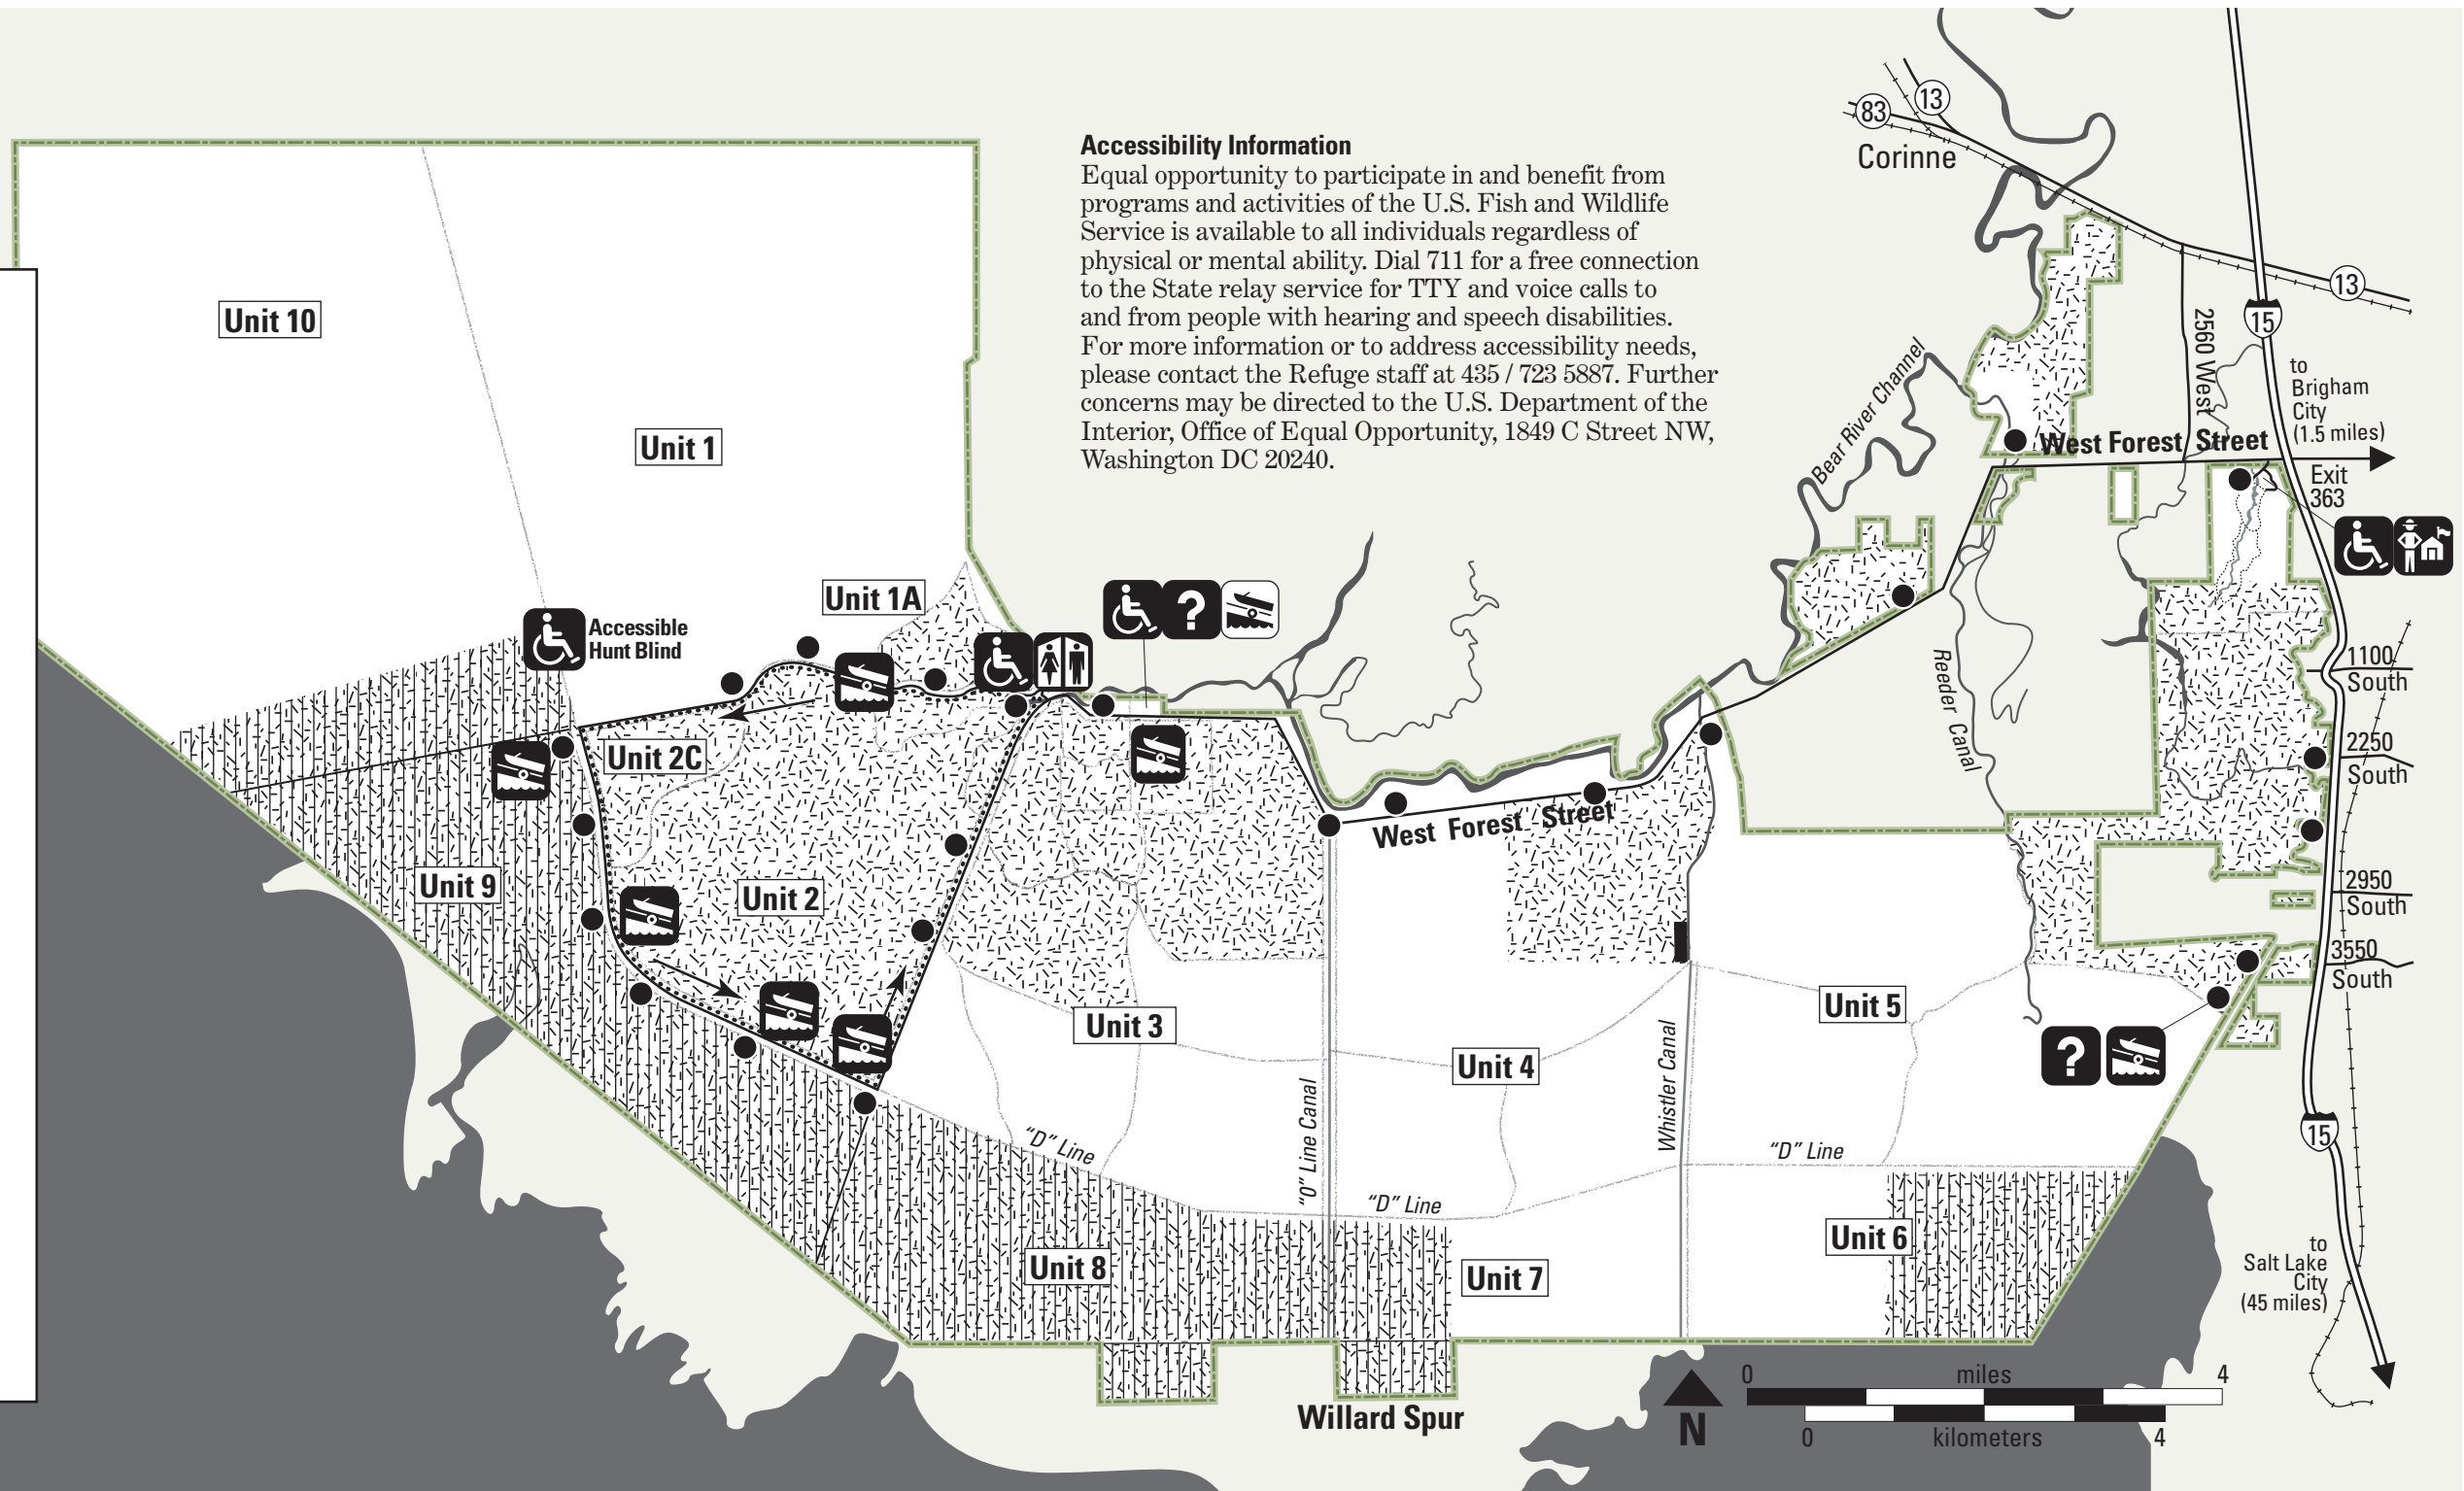 Accessibility Information
Equal opportunity to participate in and benefit from
programs and activities of the U.S. Fish and Wildlife
Service is available to all individuals regardless of
physical or mental ability. Dial 711 for a free connection
to the State relay service for TTY and voice calls to
and from people with hearing and speech disabilities.
For more information or to address accessibility needs,
please contact the Refuge staff at 435 / 723 5887. Further
concerns may be directed to the U.S. Department of the
Interior, Office of Equal Opportunity, 1849 C Street NW,
Washington DC 20240.
83
13
Corinne
13
15
2560 West
to
Brigham
City
(1.5 miles)
West Forest Street
Exit
363
Bear River Channel
Unit 10
Unit 1
Unit 1A
Accessible
Hunt Blind
?
Unit 2C
Unit 9
Unit 2
West Forest Street
Reeder Canal
1100
South
2250
South
2950
South
3550
South
Unit 3
Unit 4
Unit 5
?
Whistler Canal
"O" Line Canal
"D" Line
"D" Line
"D" Line
15
Unit 8
Unit 7
Unit 6
to
Salt Lake
City
(45 miles)
Willard Spur
N
0 miles 4
0 kilometers 4